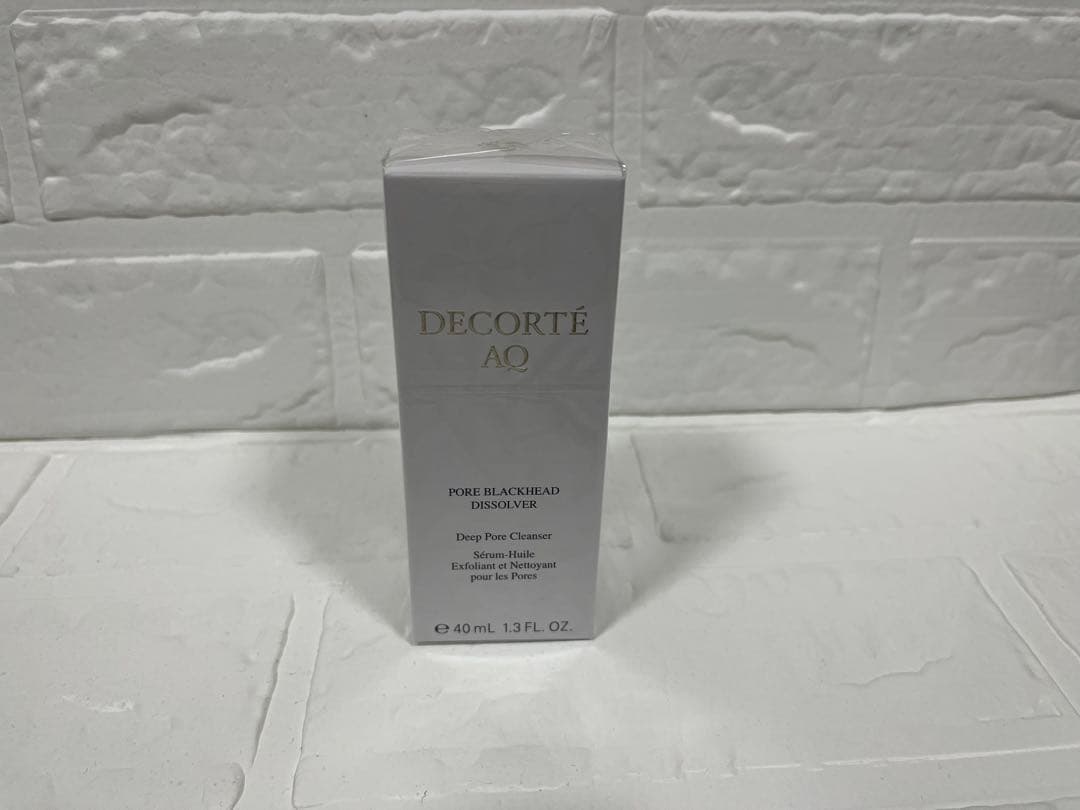 DECORTÉ
AQ
PORE BLACKHEAD
DISSOLVER
Deep Pore Cleanser
Sérum-Huile
Exfoliant et Nettoyant
pour les Pores
℮ 40 mL 1.3 FL. OZ.